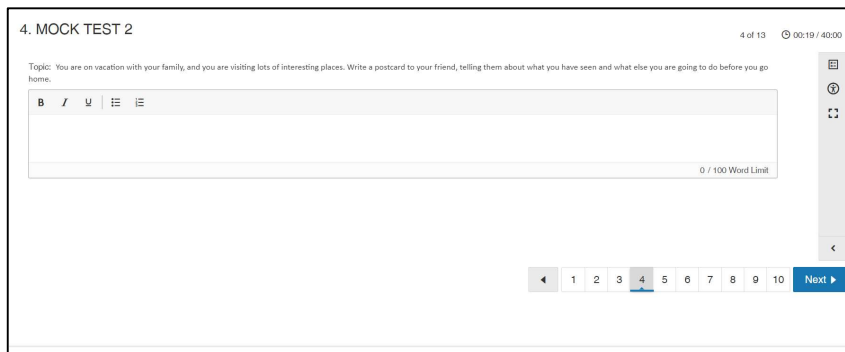 4. MOCK TEST 2
4 of 13 00:19 / 40:00
Topic: You are on vacation with your family, and you are visiting lots of interesting places. Write a postcard to your friend, telling them about what you have seen and what else you are going to do before you go
home.
B I U
0 / 100 Word Limit
1 2 3 4 5 6 7 8 9 10 Next